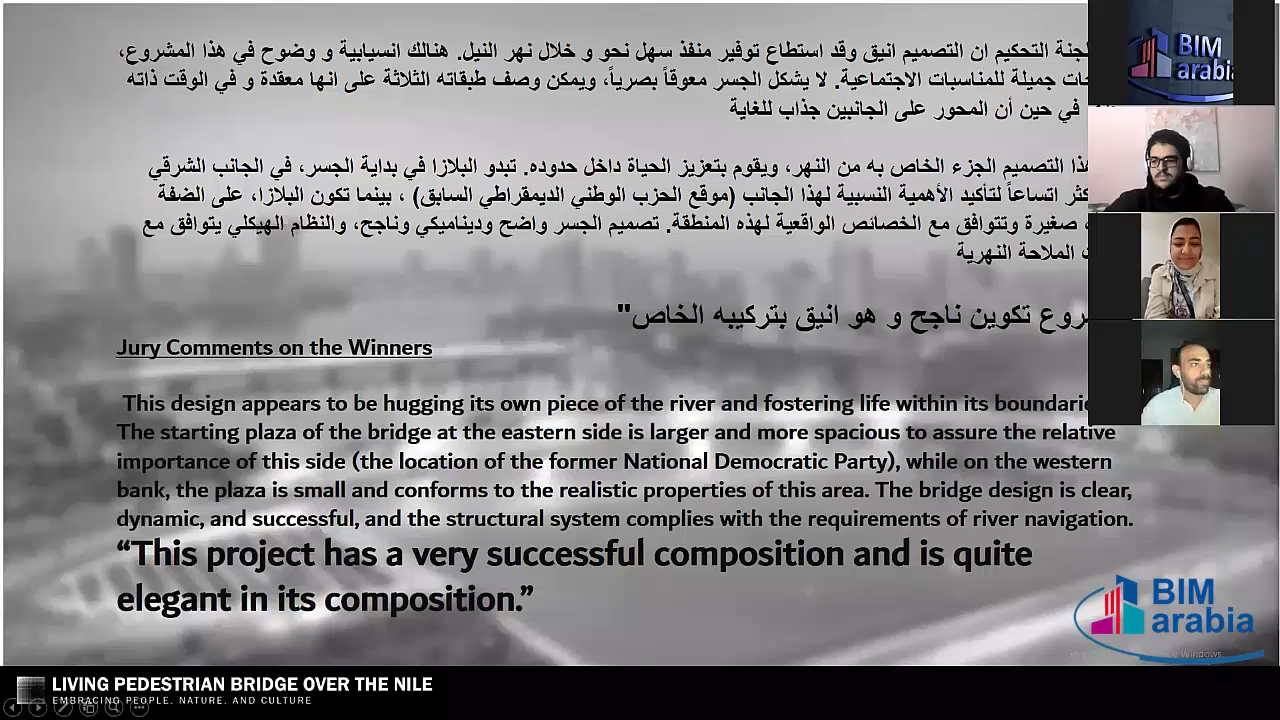 لجنة التحكيم ان التصميم انيق وقد استطاع توفير منفذ سهل نحو و خلال نهر النيل. هنالك انسيابية و وضوح في هذا المشروع،
جميلة للمناسبات الاجتماعية. لا يشكل الجسر معوقاً بصرياً، ويمكن وصف طبقاته الثلاثة على انها معقدة و في الوقت ذاته
في حين أن المحور على الجانبين جذاب للغاية
التصميم الجزء الخاص به من النهر، ويقوم بتعزيز الحياة داخل حدوده. تبدو البلازا في بداية الجسر، في الجانب الشرقي
اتساعاً لتأكيد الأهمية النسبية لهذا الجانب (موقع الحزب الوطني الديمقراطي السابق) ، بينما تكون البلازا، على الضفة
صغيرة وتتوافق مع الخصائص الواقعية لهذه المنطقة. تصميم الجسر واضح وديناميكي وناجح، والنظام الهيكلي يتوافق مع
الملاحة النهرية
تكوين ناجح و هو انيق بتركيبه الخاص"
Jury Comments on the Winners
This design appears to be hugging its own piece of the river and fostering life within its
The starting plaza of the bridge at the eastern side is larger and more spacious to assure the relative
importance of this side (the location of the former National Democratic Party), while on the western
bank, the plaza is small and conforms to the realistic properties of this area. The bridge design is clear,
dynamic, and successful, and the structural system complies with the requirements of river navigation.
“This project has a very successful composition and is quite
elegant in its composition.”
BIM
arabia
BIM
arabia
LIVING PEDESTRIAN BRIDGE OVER THE NILE
EMBRACING PEOPLE, NATURE, AND CULTURE